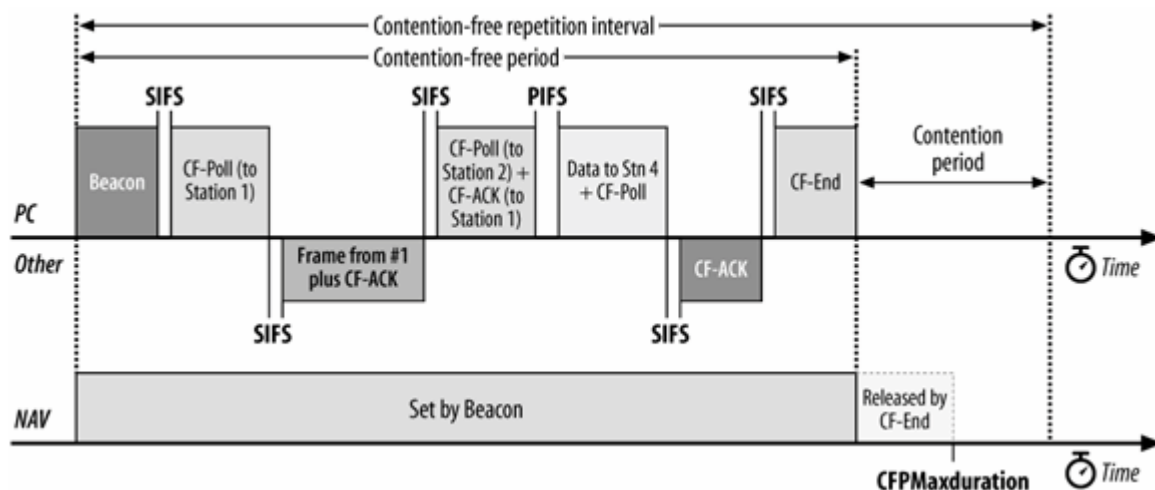 Contention-free repetition interval
Contention-free period
SIFS
SIFS
PIFS
SIFS
Beacon
CF-Poll (to
Station 1)
CF-Poll (to
Station 2) +
CF-ACK (to
Station 1)
Data to Stn 4
+ CF-Poll
CF-End
Contention
period
PC
Other
Frame from #1
plus CF-ACK
CF-ACK
Time
SIFS
SIFS
NAV
Set by Beacon
Released by
CF-End
CFPMaxduration
Time